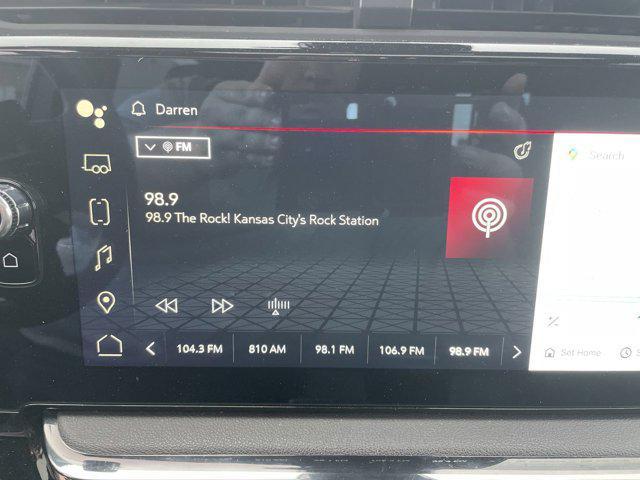 Darren
FM
Search
98.9
98.9 The Rock! Kansas City's Rock Station
104.3 FM 810 AM 98.1 FM 106.9 FM 98.9 FM
Set Home